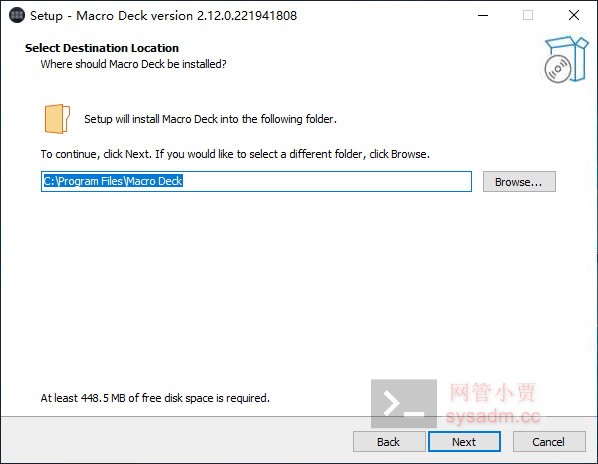 Setup - Macro Deck version 2.12.0.221941808
Select Destination Location
Where should Macro Deck be installed?
Setup will install Macro Deck into the following folder.
To continue, click Next. If you would like to select a different folder, click Browse.
C:\Program Files\Macro Deck
Browse...
At least 448.5 MB of free disk space is required.
网管小贾
sysadm.cc
Back
Next
Cancel